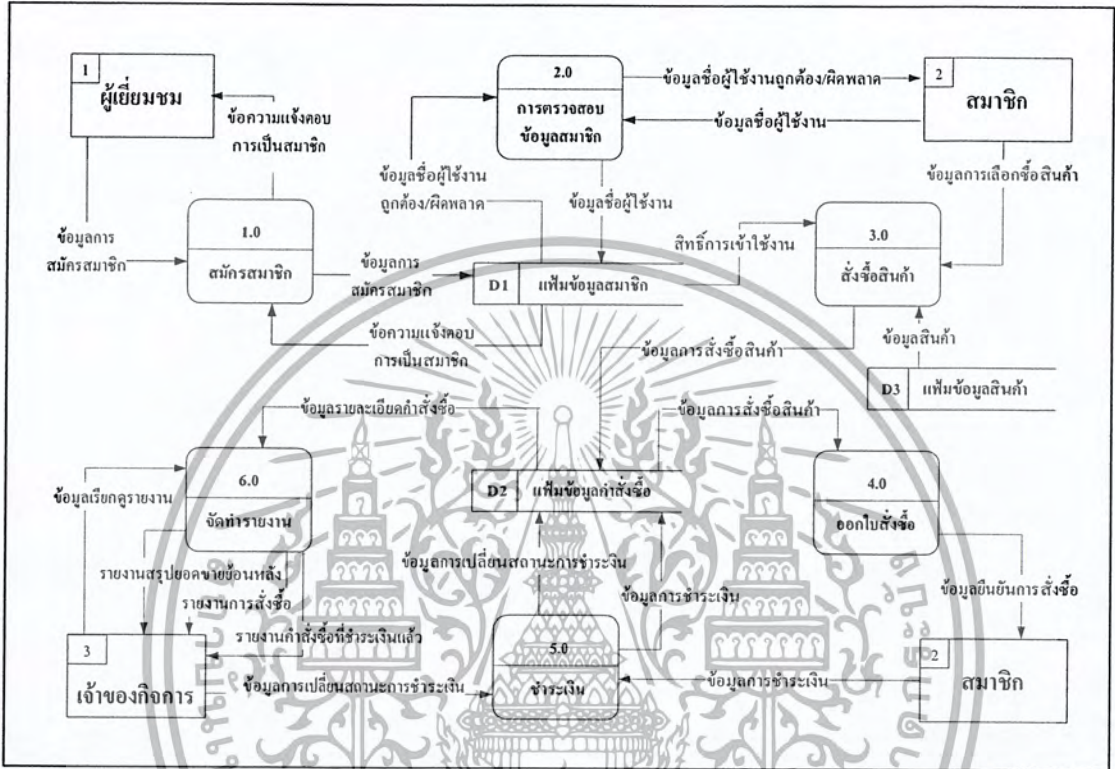 1
ผู้เยี่ยมชม
ข้อความแจ้งตอบ
การเป็นสมาชิก
2.0
การตรวจสอบ
ข้อมูลสมาชิก
ข้อมูลชื่อผู้ใช้งานถูกต้อง/ผิดพลาด
ข้อมูลชื่อผู้ใช้งาน
2
สมาชิก
ข้อมูลการ
สมัครสมาชิก
1.0
สมัครสมาชิก
ข้อมูลการ
สมัครสมาชิก
ข้อมูลชื่อผู้ใช้งาน
ถูกต้อง/ผิดพลาด
ข้อมูลชื่อผู้ใช้งาน
ข้อมูลการเลือกซื้อสินค้า
สิทธิ์การเข้าใช้งาน
3.0
สั่งซื้อสินค้า
D1 แฟ้มข้อมูลสมาชิก
ข้อความแจ้งตอบ
การเป็นสมาชิก
ข้อมูลการสั่งซื้อสินค้า
ข้อมูลสินค้า
D3 แฟ้มข้อมูลสินค้า
ข้อมูลรายละเอียดคำสั่งซื้อ
ข้อมูลการสั่งซื้อสินค้า
6.0
จัดทำรายงาน
ข้อมูลเรียกดูรายงาน
D2 แฟ้มข้อมูลคำสั่งซื้อ
4.0
ออกใบสั่งซื้อ
รายงานสรุปยอดขายย้อนหลัง
รายงานการสั่งซื้อ
รายงานคำสั่งซื้อที่ชำระเงินแล้ว
ข้อมูลการเปลี่ยนสถานะการชำระเงิน
ข้อมูลการชำระเงิน
ข้อมูลยืนยันการสั่งซื้อ
3
เจ้าของกิจการ
ข้อมูลการเปลี่ยนสถานะการชำระเงิน
5.0
ชำระเงิน
ข้อมูลการชำระเงิน
2
สมาชิก